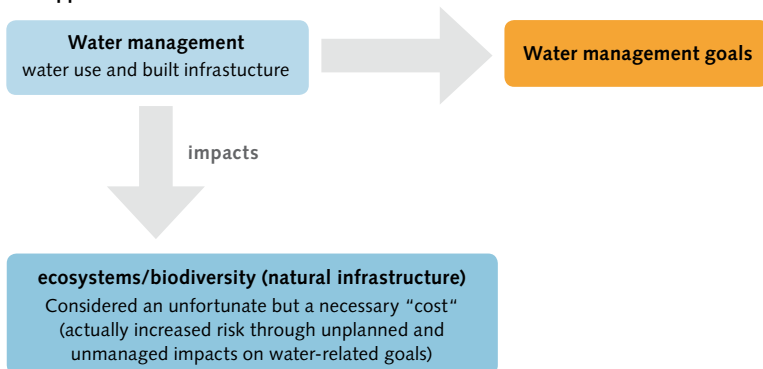 Water management
water use and built infrastucture
Water management goals
impacts
ecosystems/biodiversity (natural infrastructure)
Considered an unfortunate but a necessary “cost“
(actually increased risk through unplanned and
unmanaged impacts on water-related goals)